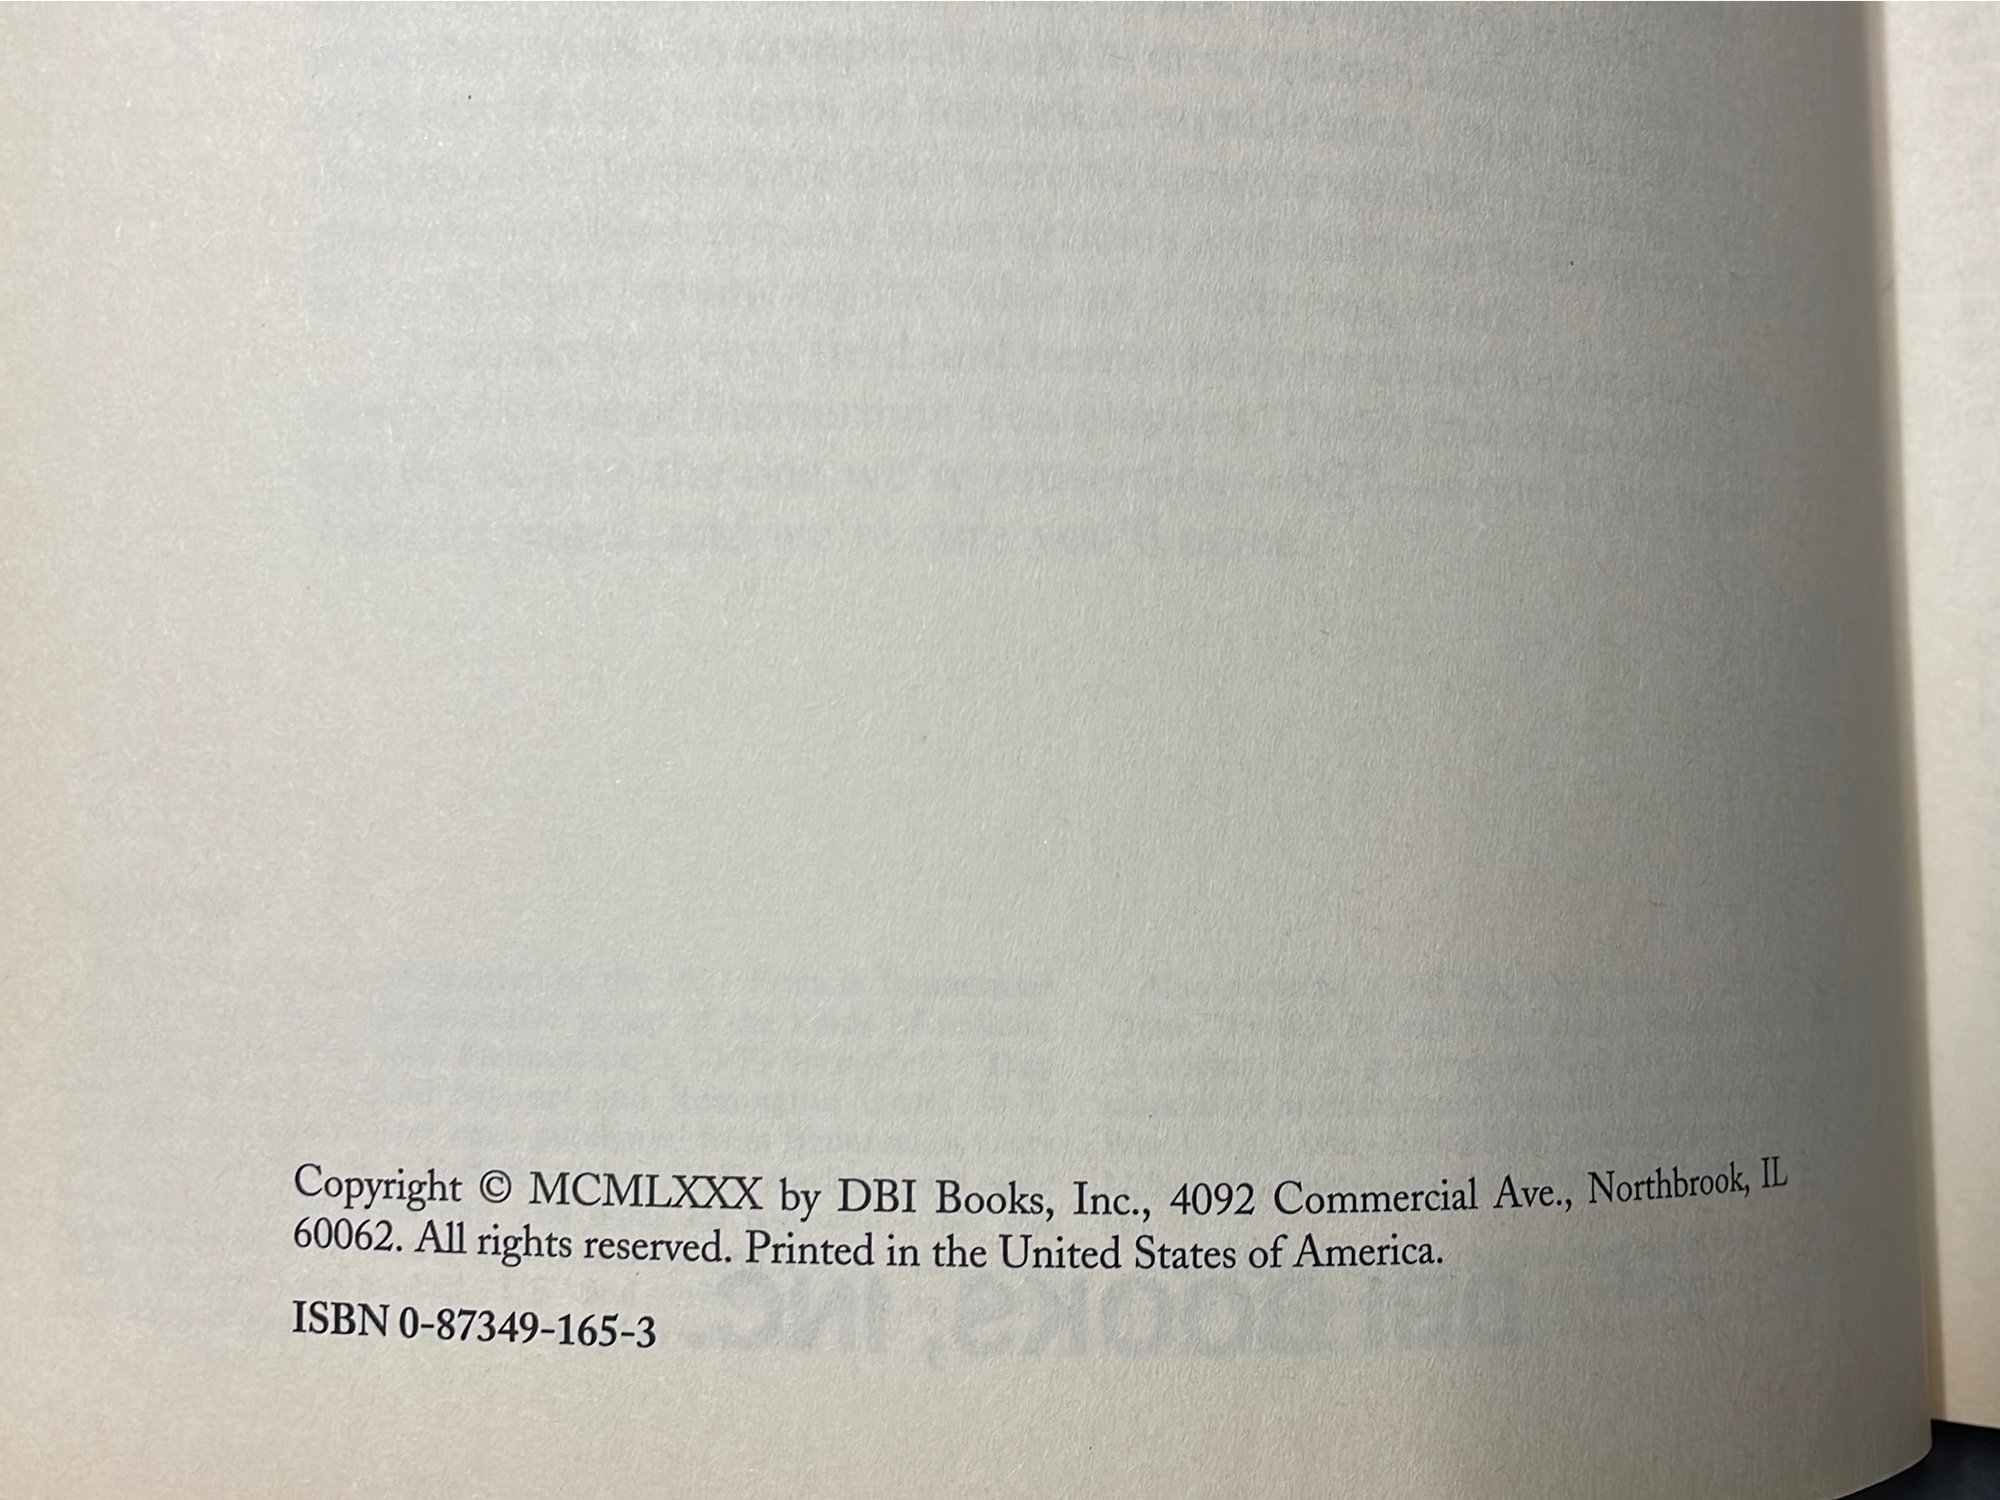 Copyright © MCMLXXX by DBI Books, Inc., 4092 Commercial Ave., Northbrook, IL
60062. All rights reserved. Printed in the United States of America.
ISBN 0-87349-165-3